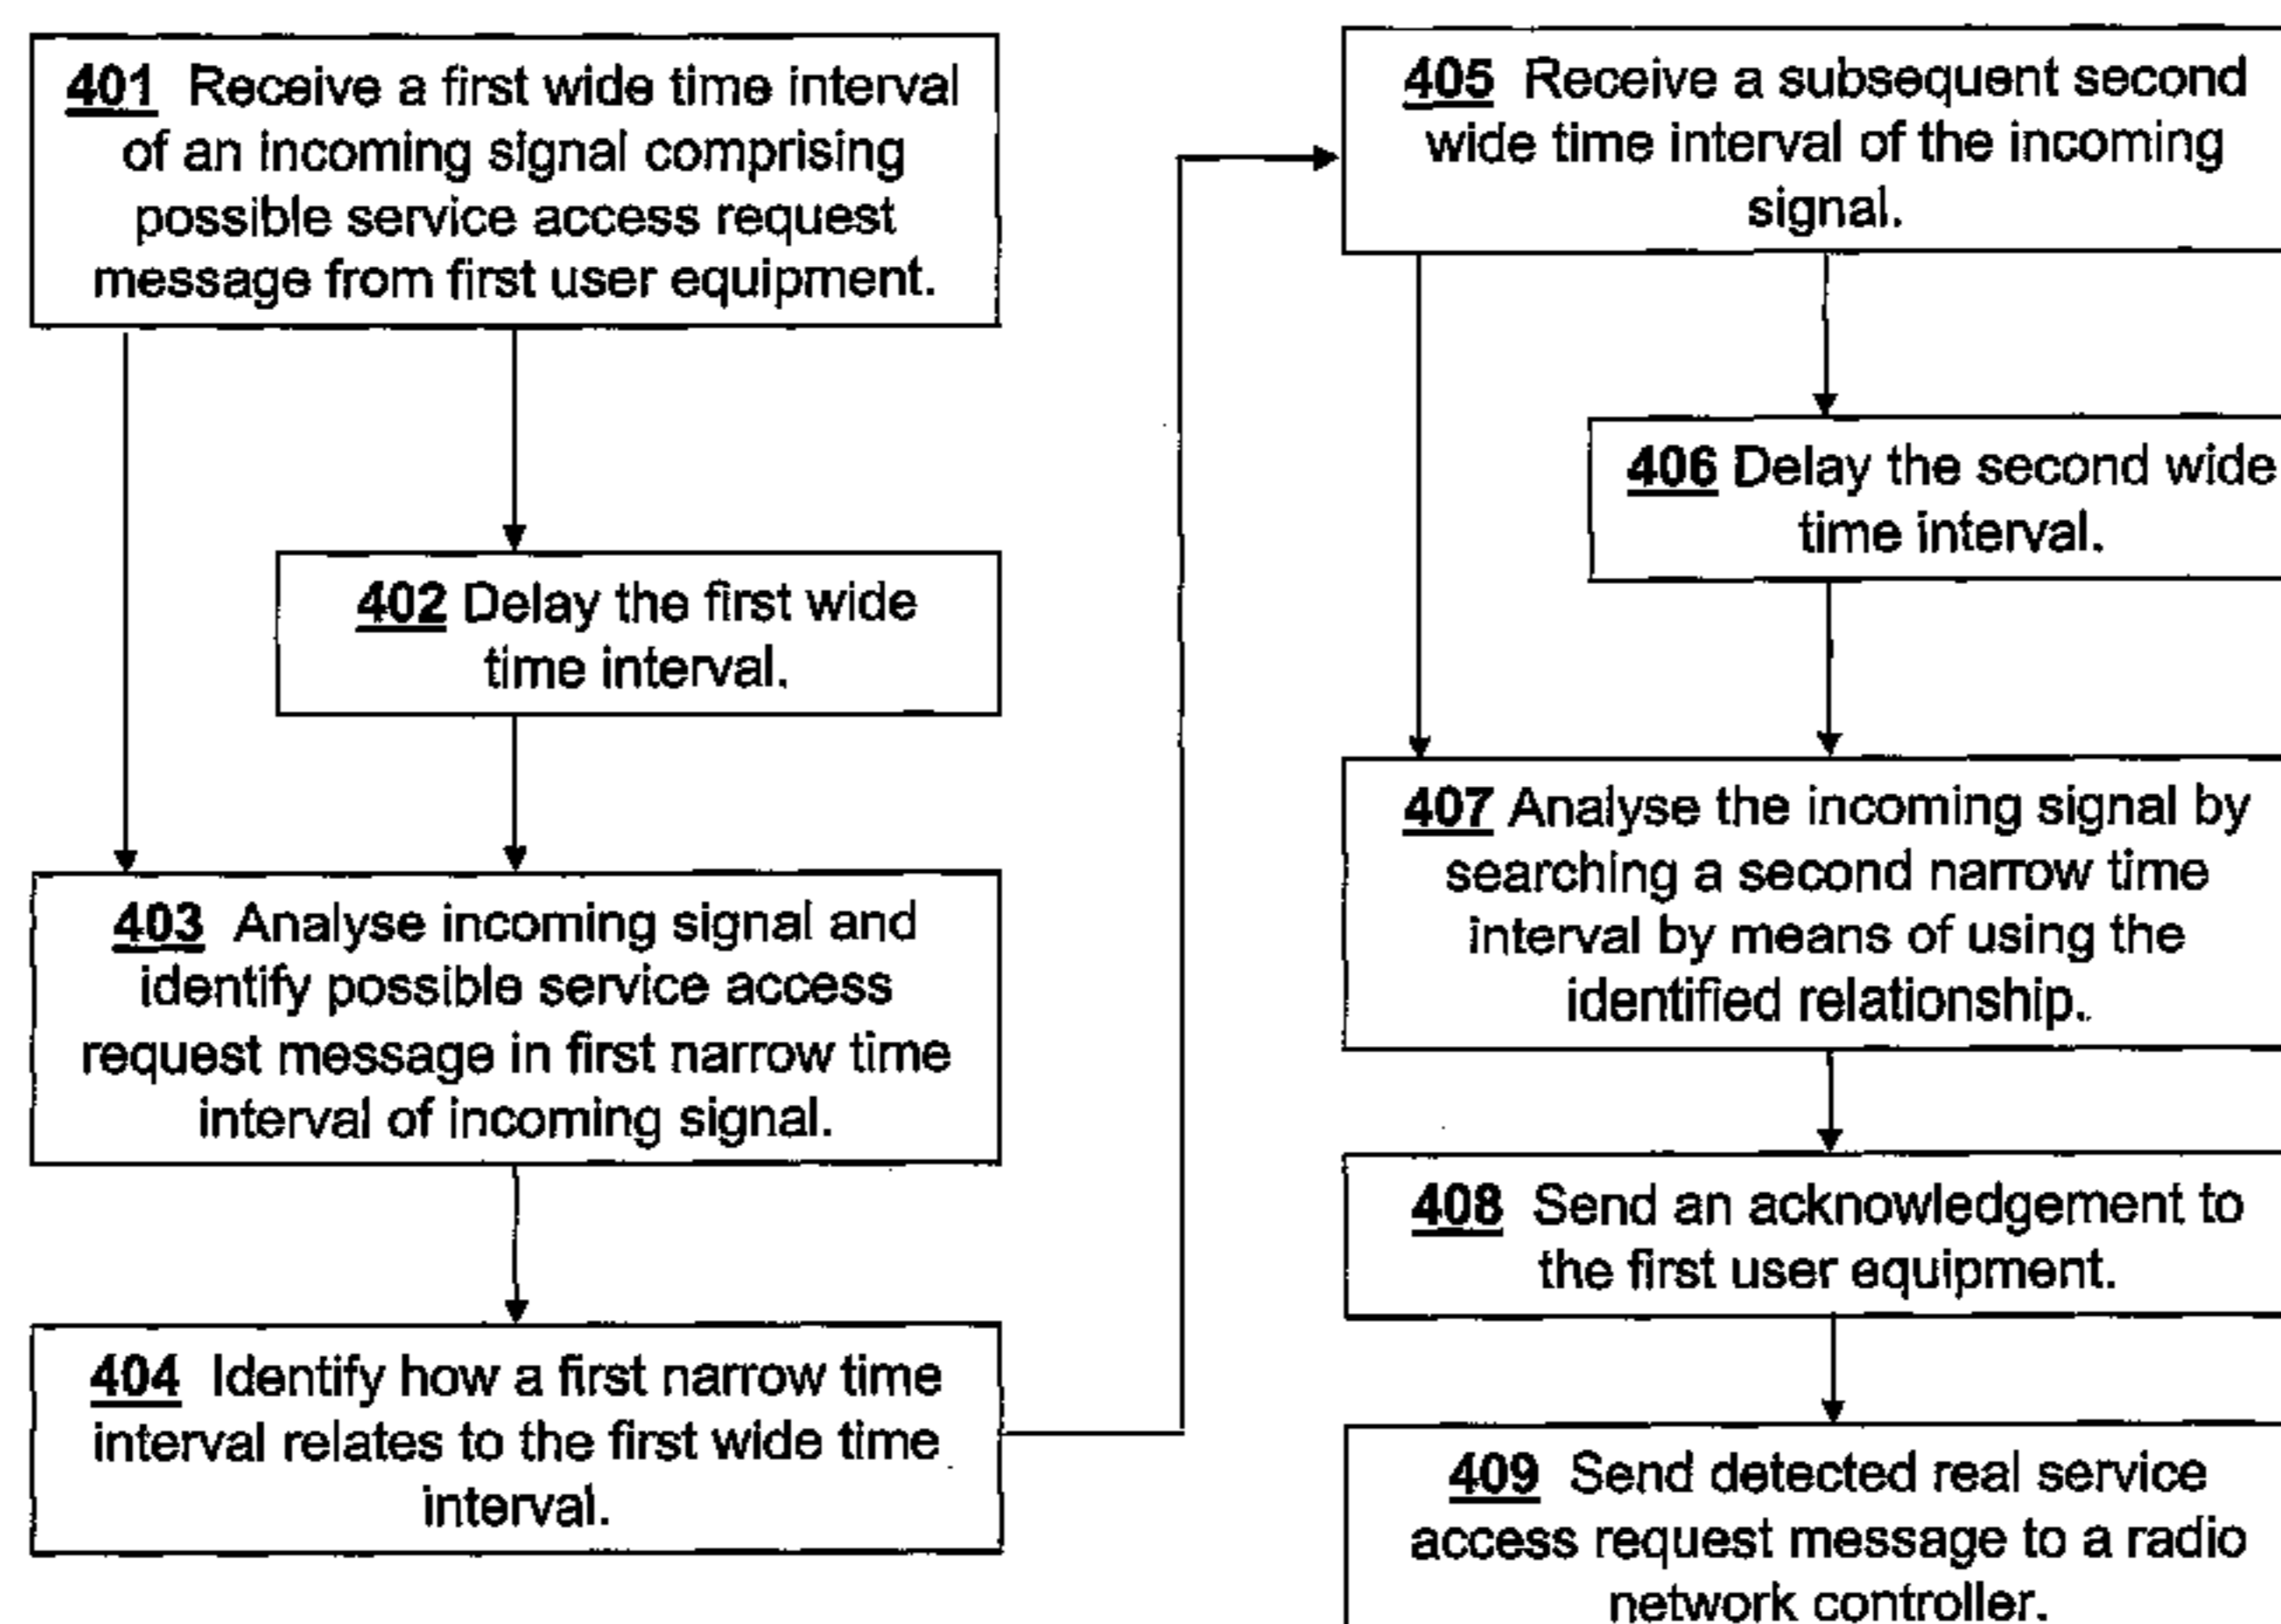 401 Receive a first wide time interval
of an incoming signal comprising
possible service access request
message from first user equipment.
402 Delay the first wide
time interval.
403 Analyse incoming signal and
identify possible service access
request message in first narrow time
interval of incoming signal.
404 Identify how a first narrow time
interval relates to the first wide time
interval.
405 Receive a subsequent second
wide time interval of the incoming
signal.
406 Delay the second wide
time interval.
407 Analyse the incoming signal by
searching a second narrow time
interval by means of using the
identified relationship.
408 Send an acknowledgement to
the first user equipment.
409 Send detected real service
access request message to a radio
network controller.